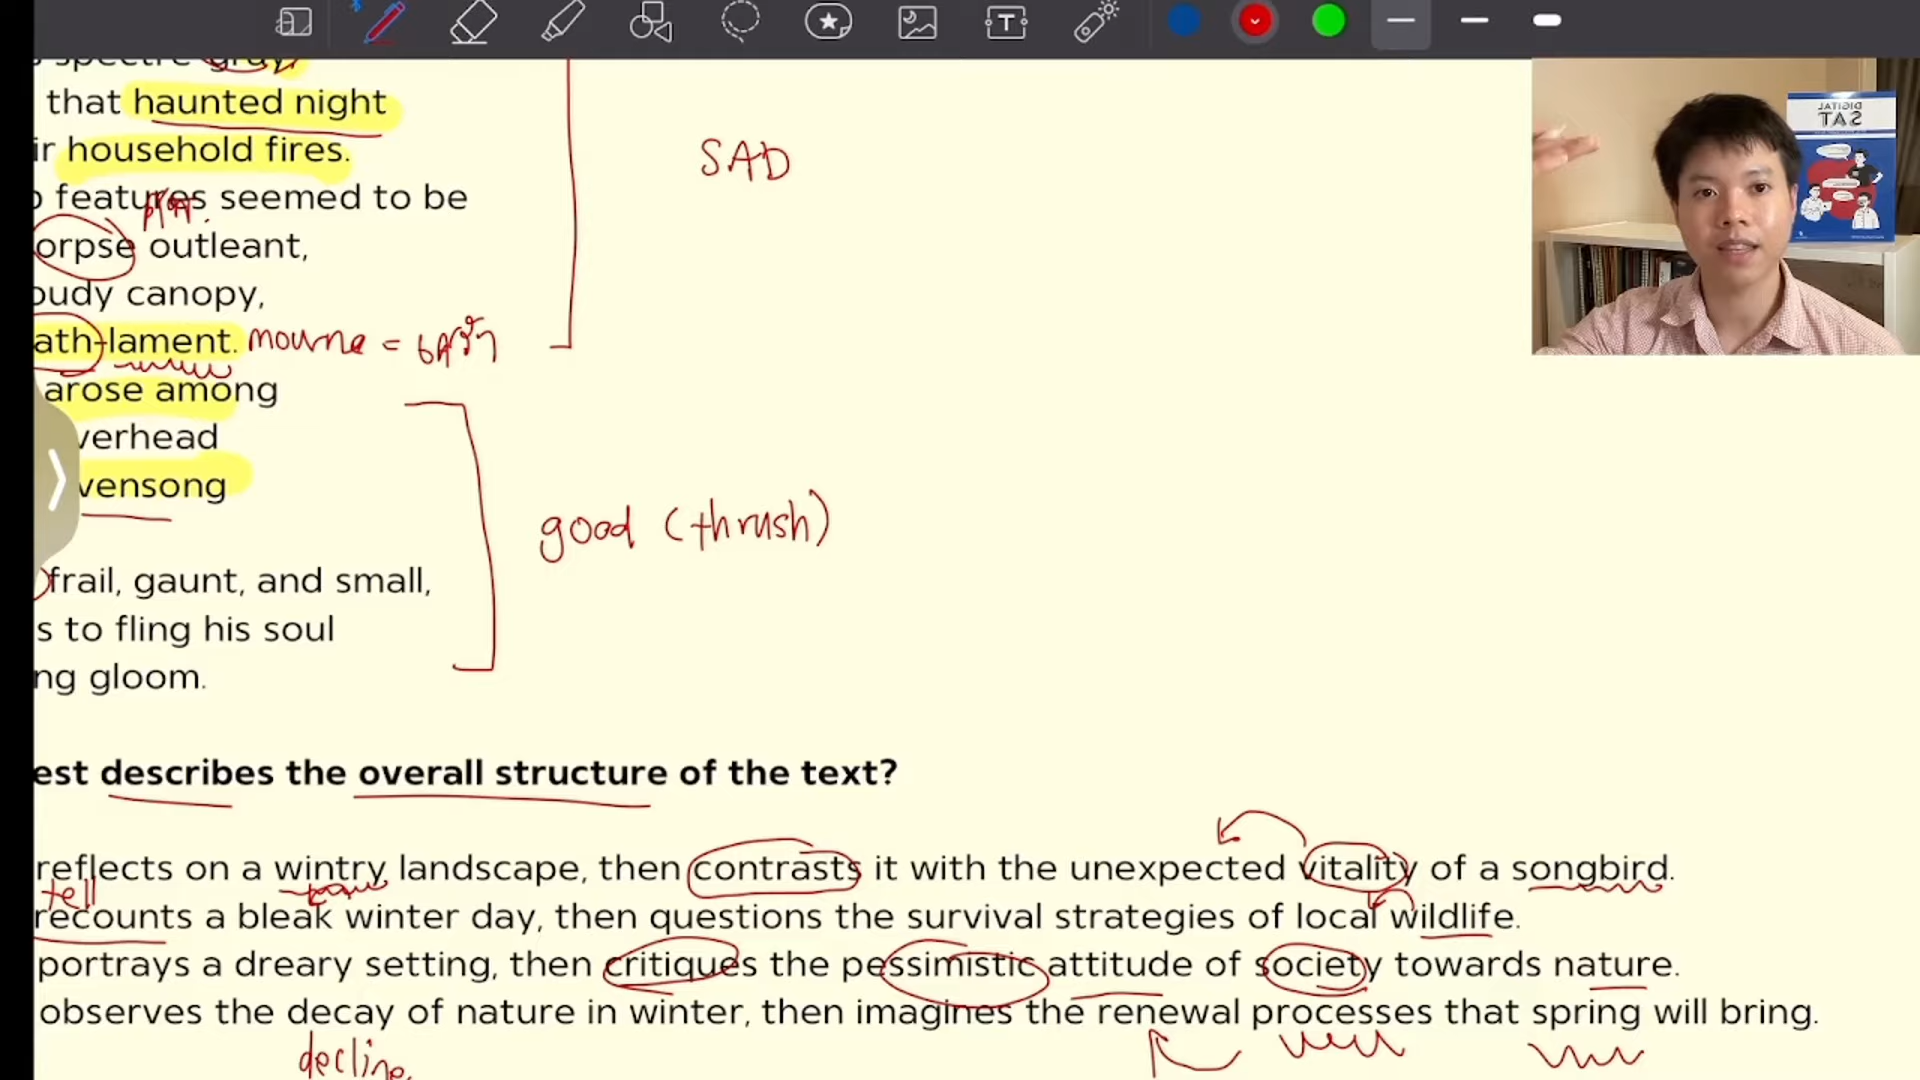 that haunted night
ir household fires.
features seemed to be
orpse outleant,
oudy canopy,
ath-lament. mourne =
arose among
verhead
vensong
frail, gaunt, and small,
s to fling his soul
ng gloom.
SAD
good (thrush)
DIGITAL
SAT
est describes the overall structure of the text?
reflects on a wintry landscape, then contrasts it with the unexpected vitality of a songbird.
tell
recounts a bleak winter day, then questions the survival strategies of local wildlife.
portrays a dreary setting, then critiques the pessimistic attitude of society towards nature.
observes the decay of nature in winter, then imagines the renewal processes that spring will bring.
decline